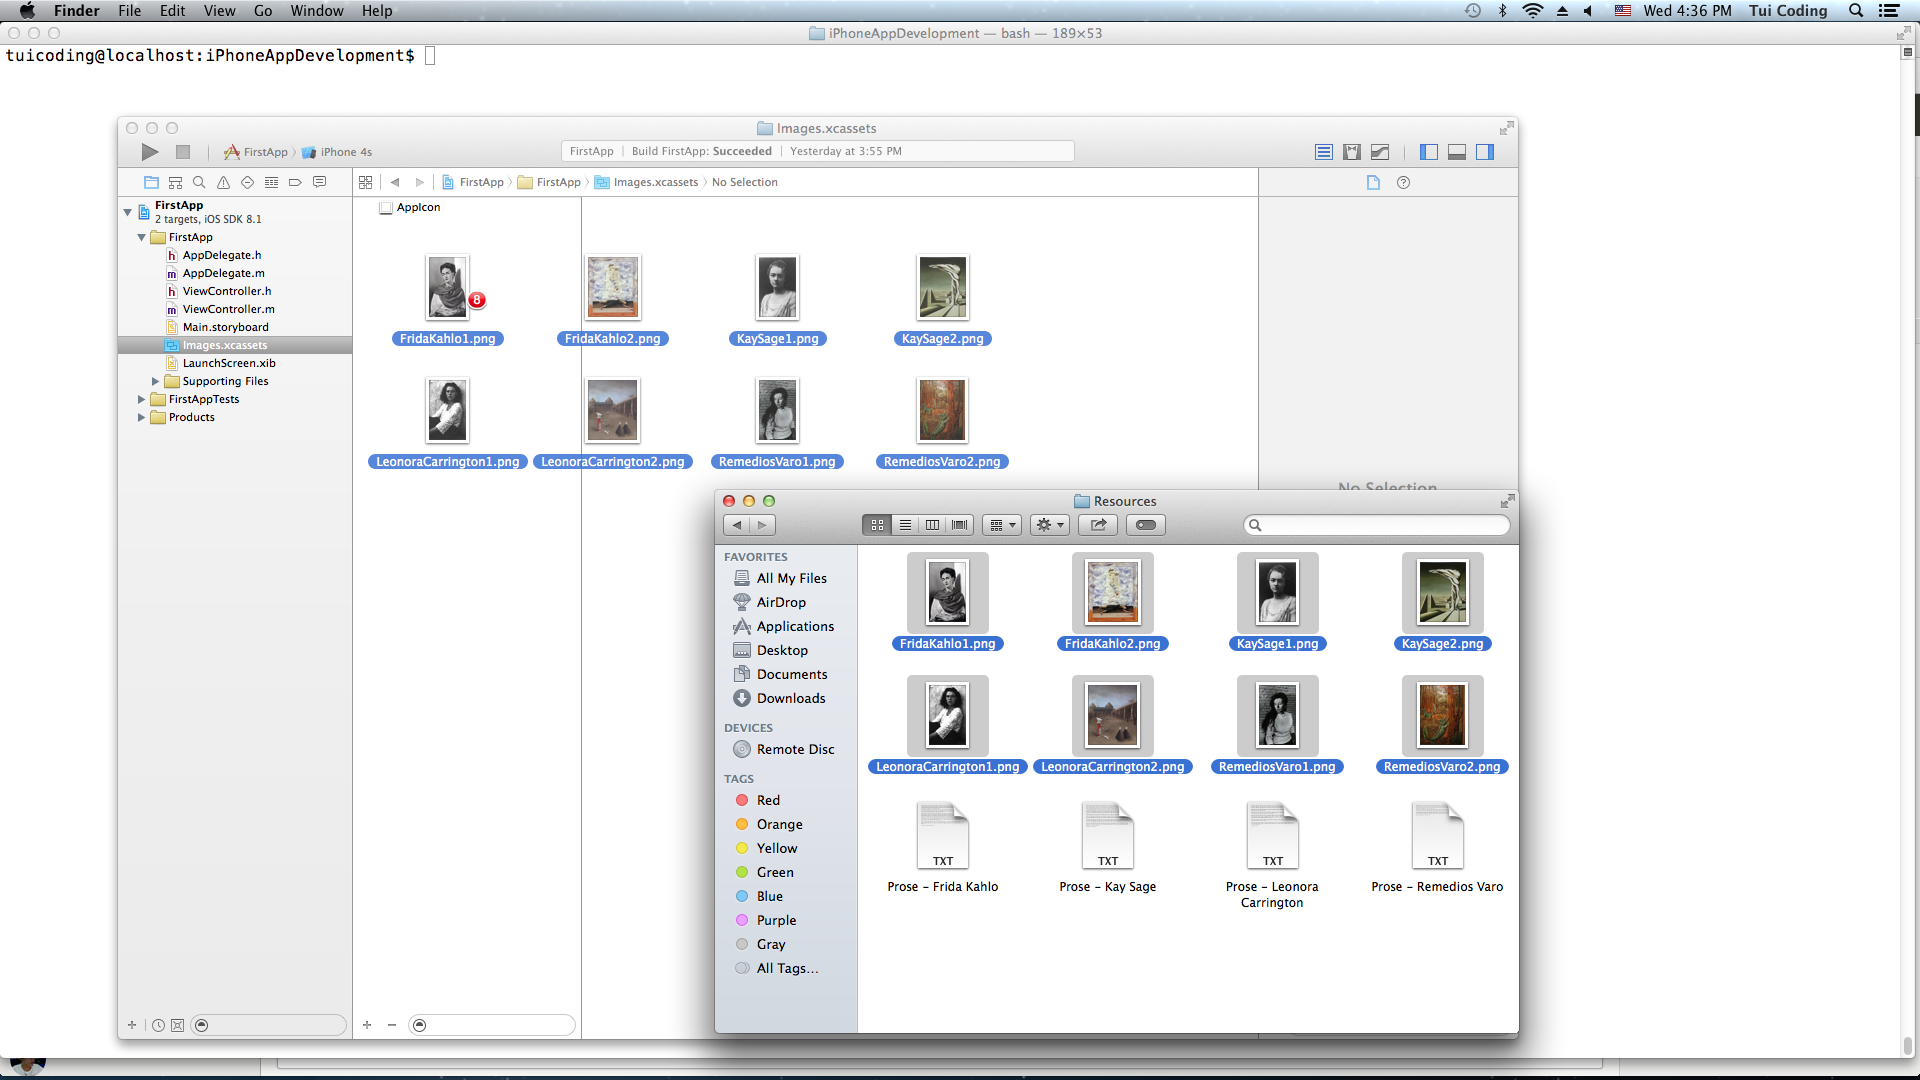 Finder File Edit View Go Window Help Wed 4:36 PM Tui Coding
iPhoneAppDevelopment — bash — 189×53
tuicoding@localhost:iPhoneAppDevelopment$
Images.xcassets
FirstApp iPhone 4s
FirstApp Build FirstApp: Succeeded Yesterday at 3:55 PM
FirstApp FirstApp Images.xcassets No Selection
FirstApp
2 targets, iOS SDK 8.1
FirstApp
AppDelegate.h
AppDelegate.m
ViewController.h
ViewController.m
Main.storyboard
Images.xcassets
LaunchScreen.xib
Supporting Files
FirstAppTests
Products
AppIcon
8
FridaKahlo1.png FridaKahlo2.png KaySage1.png KaySage2.png
LeonoraCarrington1.png LeonoraCarrington2.png RemediosVaro1.png RemediosVaro2.png
No Selection
Resources
FAVORITES
All My Files
AirDrop
Applications
Desktop
Documents
Downloads
DEVICES
Remote Disc
TAGS
Red
Orange
Yellow
Green
Blue
Purple
Gray
All Tags...
FridaKahlo1.png FridaKahlo2.png KaySage1.png KaySage2.png
LeonoraCarrington1.png LeonoraCarrington2.png RemediosVaro1.png RemediosVaro2.png
TXT TXT TXT TXT
Prose - Frida Kahlo Prose - Kay Sage Prose - Leonora Carrington Prose - Remedios Varo